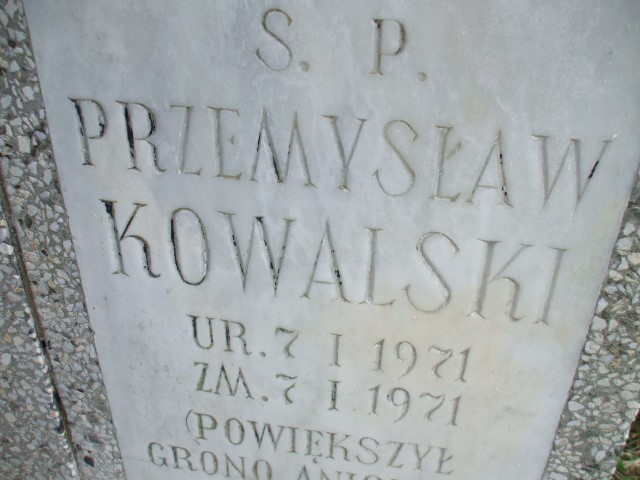 S. P.
PRZEMYSŁAW
KOWALSKI
UR. 7 I 1971
ZM. 7 I 1971
(POWIĘKSZYŁ
GRONO